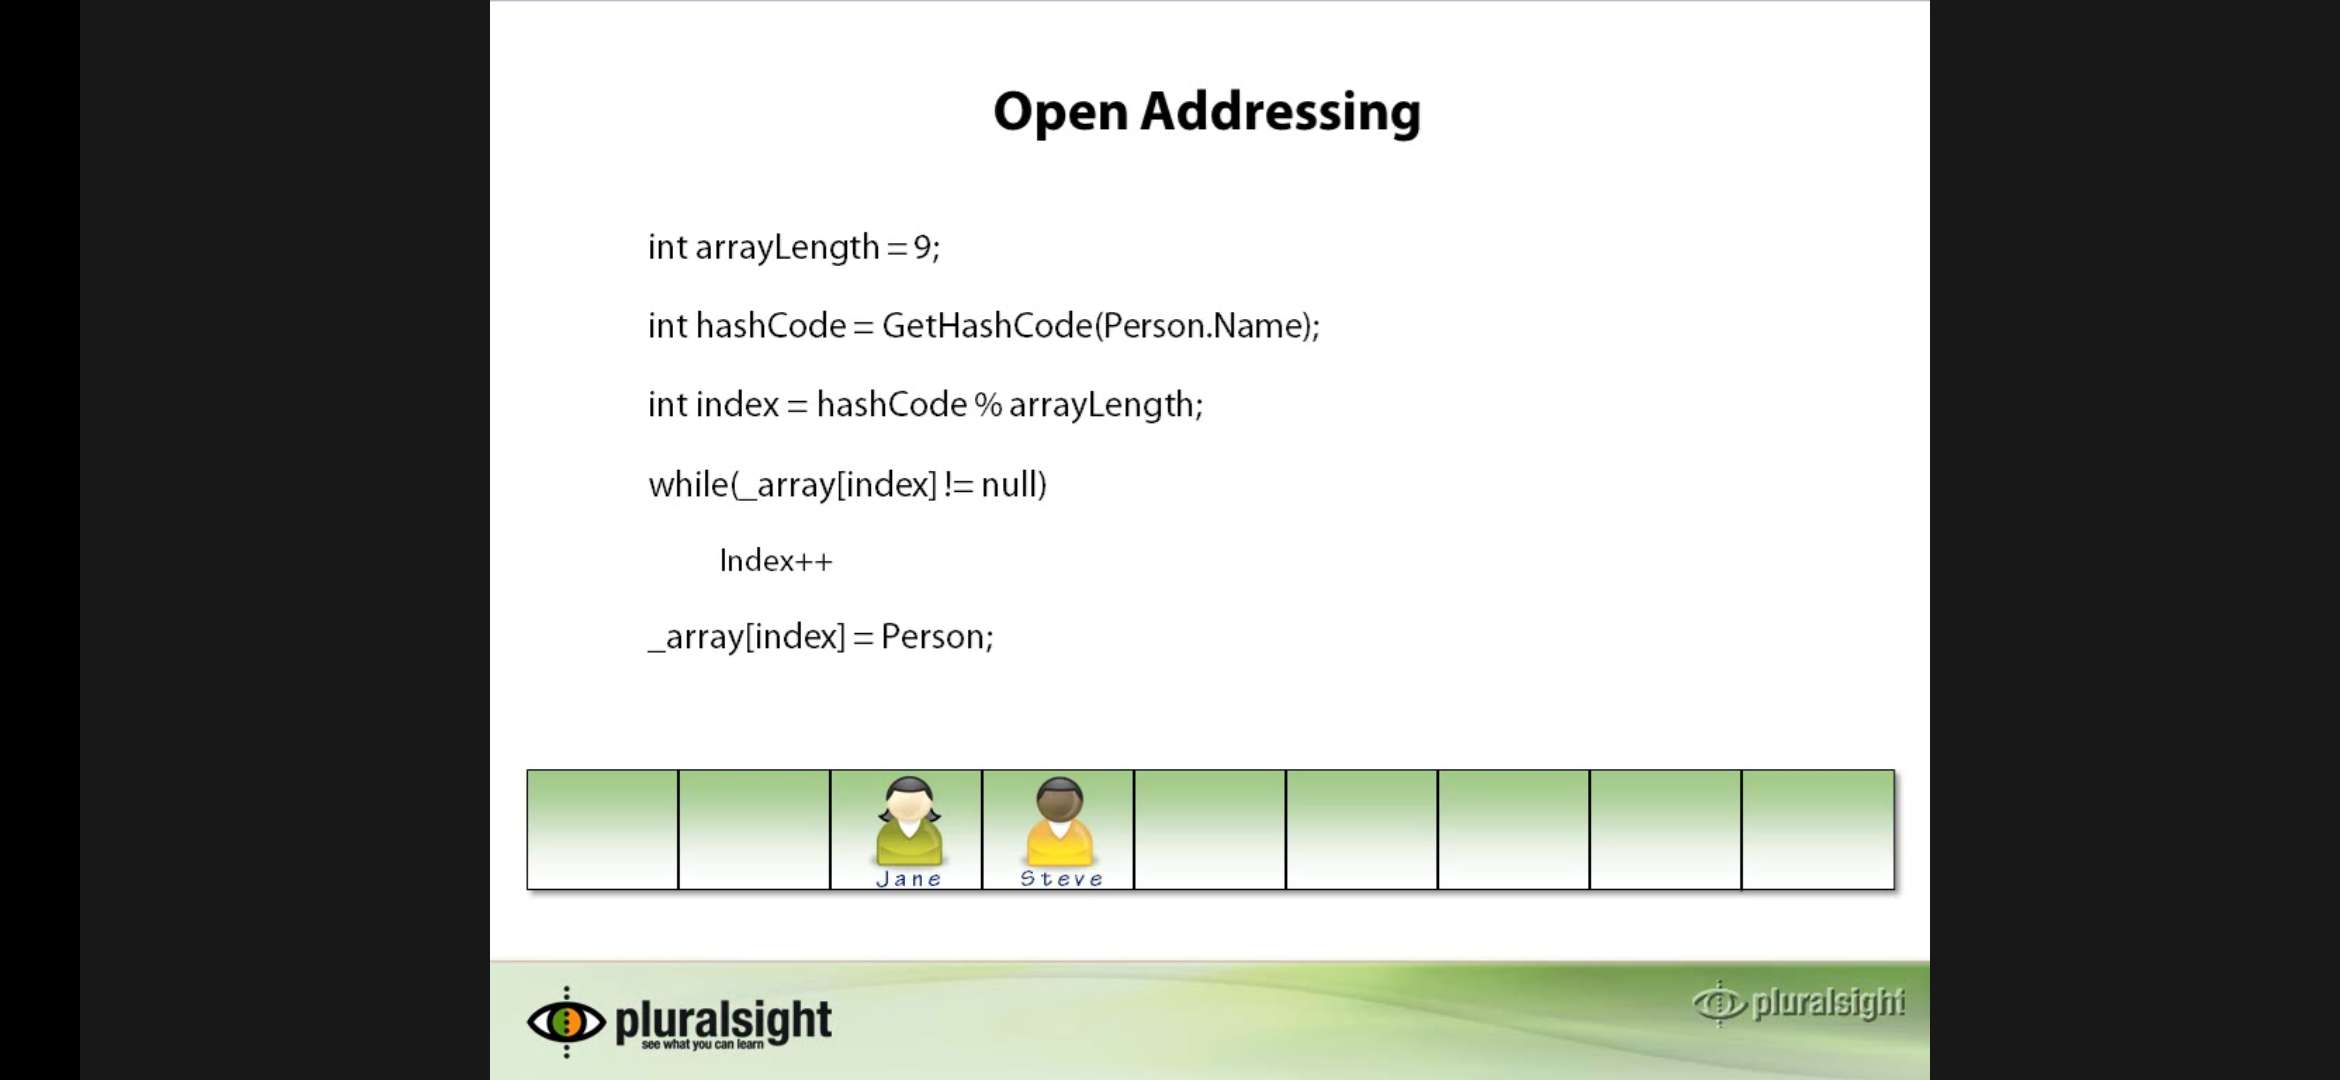 Open Addressing
int arrayLength = 9;
int hashCode = GetHashCode(Person.Name);
int index = hashCode % arrayLength;
while(_array[index] != null)
Index++
_array[index] = Person;
Jane Steve
pluralsight
see what you can learn
pluralsight